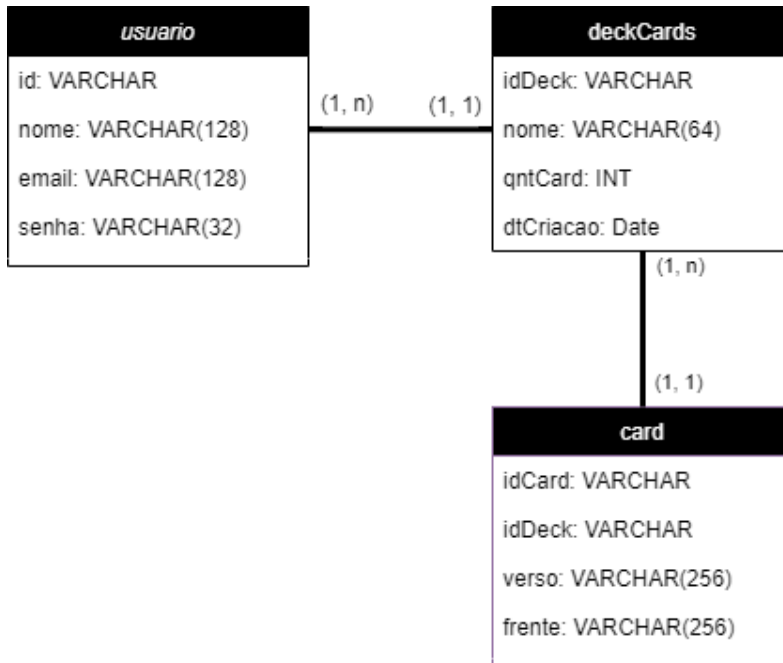 usuario
id: VARCHAR
nome: VARCHAR(128)
email: VARCHAR(128)
senha: VARCHAR(32)
(1, n)
(1, 1)
deckCards
idDeck: VARCHAR
nome: VARCHAR(64)
qntCard: INT
dtCriacao: Date
(1, n)
(1, 1)
card
idCard: VARCHAR
idDeck: VARCHAR
verso: VARCHAR(256)
frente: VARCHAR(256)